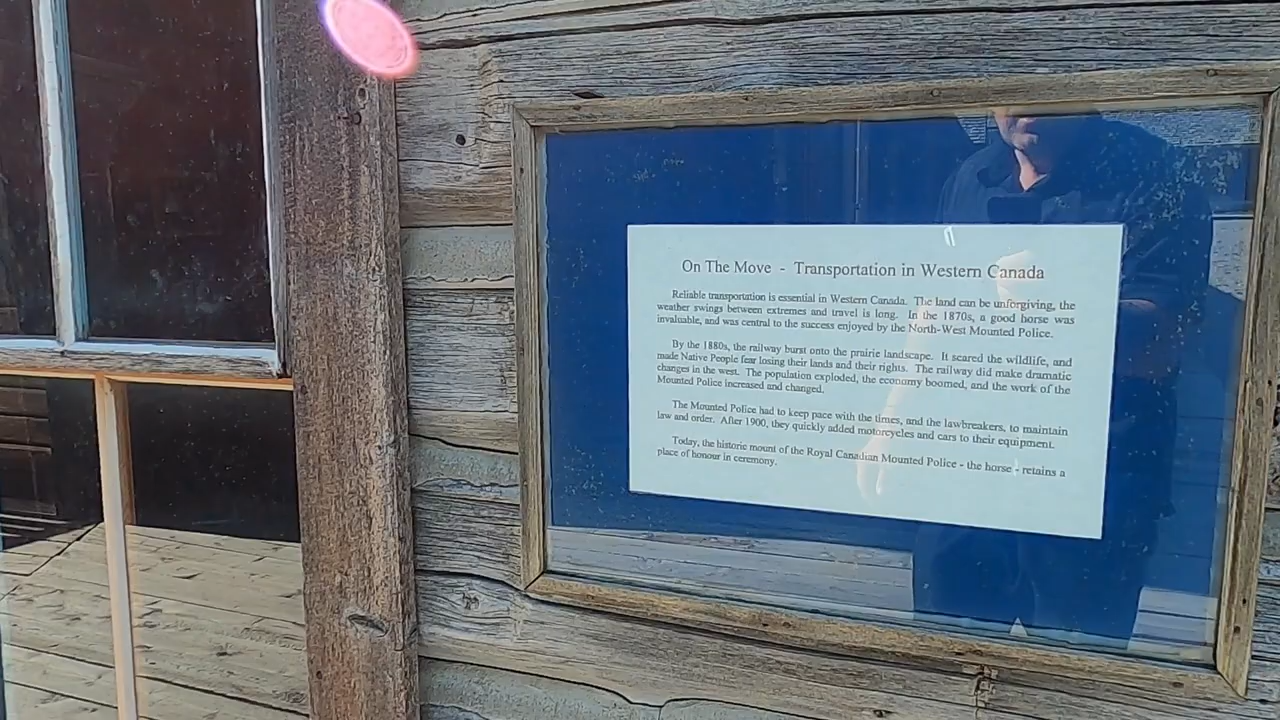 On The Move - Transportation in Western Canada
Reliable transportation is essential in Western Canada. The land can be unforgiving, the
weather swings between extremes and travel is long. In the 1870s, a good horse was
invaluable, and was central to the success enjoyed by the North-West Mounted Police.
By the 1880s, the railway burst onto the prairie landscape. It scared the wildlife, and
made Native People fear losing their lands and their rights. The railway did make dramatic
changes in the west. The population exploded, the economy boomed, and the work of the
Mounted Police increased and changed.
The Mounted Police had to keep pace with the times, and the lawbreakers, to maintain
law and order. After 1900, they quickly added motorcycles and cars to their equipment.
Today, the historic mount of the Royal Canadian Mounted Police - the horse - retains a
place of honour in ceremony.